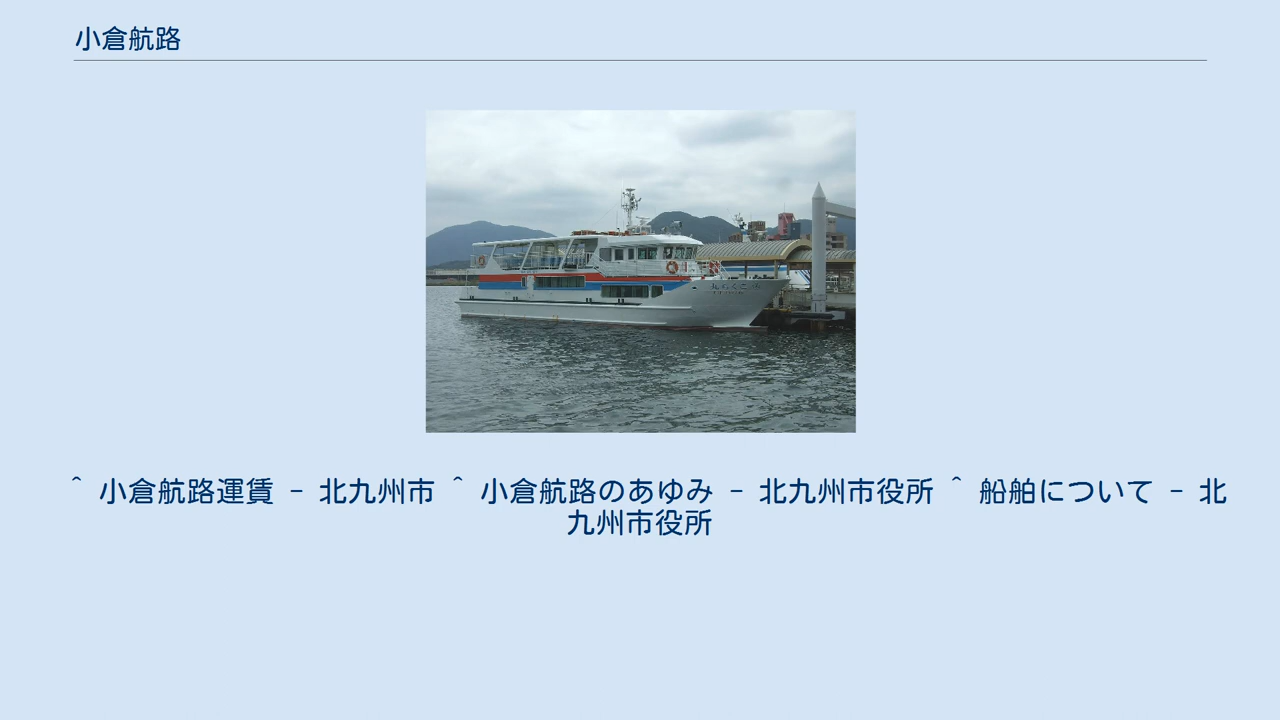 小倉航路
＾ 小倉航路運賃 - 北九州市 ＾ 小倉航路のあゆみ - 北九州市役所 ＾ 船舶について - 北
九州市役所